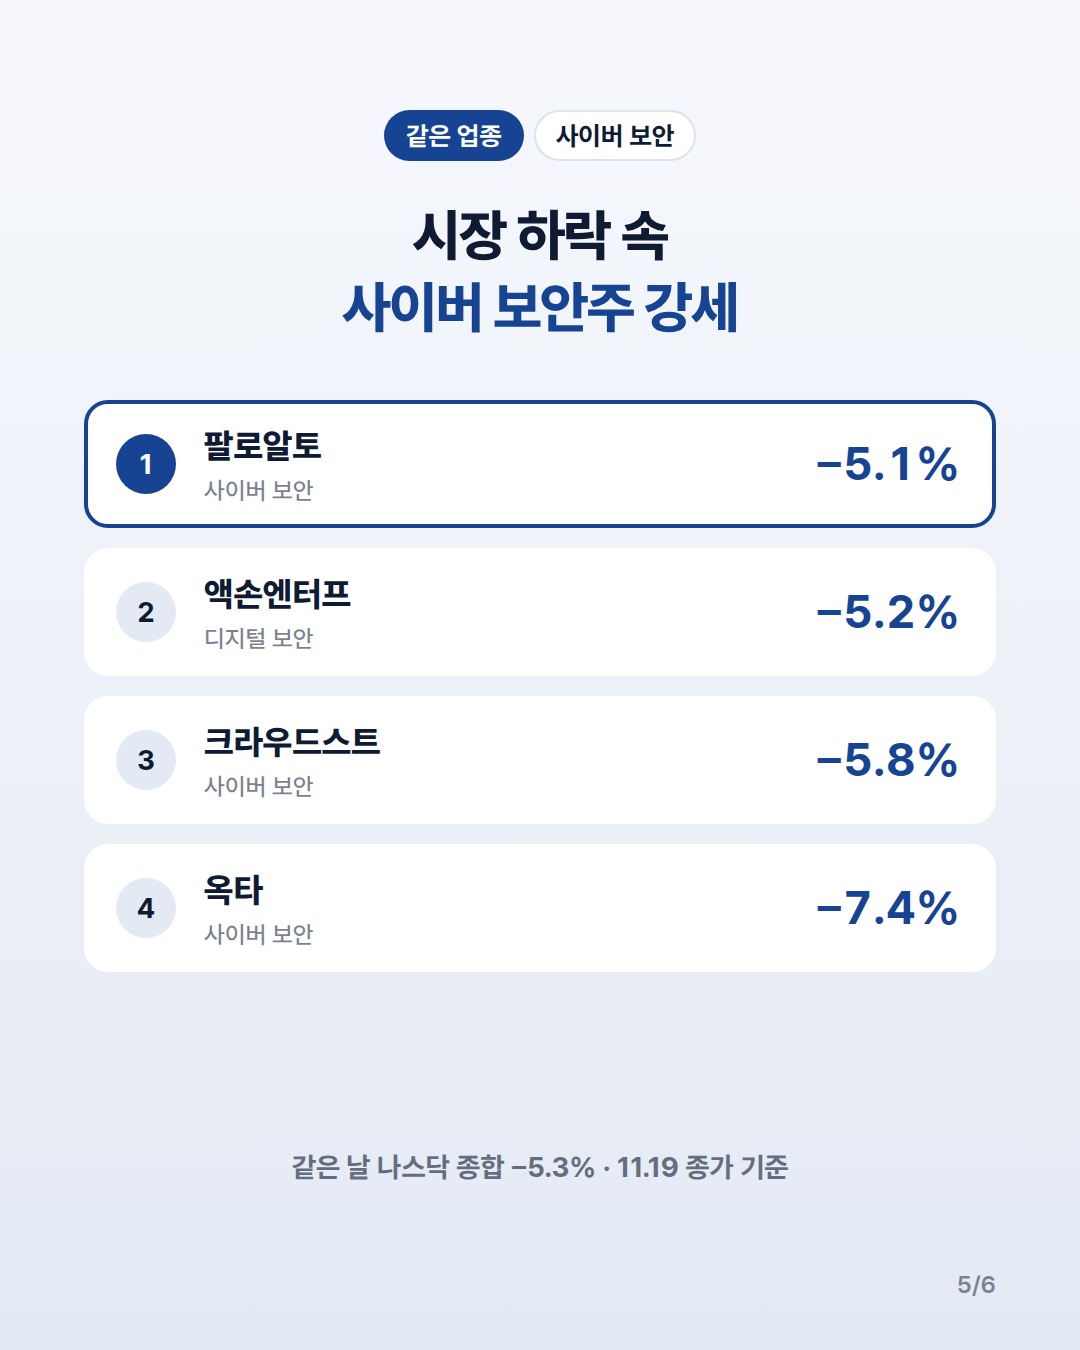 같은 업종
사이버 보안
시장 하락 속
사이버 보안주 강세
1
팔로알토
사이버 보안
−5.1%
2
액손엔터프
디지털 보안
−5.2%
3
크라우드스트
사이버 보안
−5.8%
4
옥타
사이버 보안
−7.4%
같은 날 나스닥 종합 −5.3% · 11.19 종가 기준
5/6